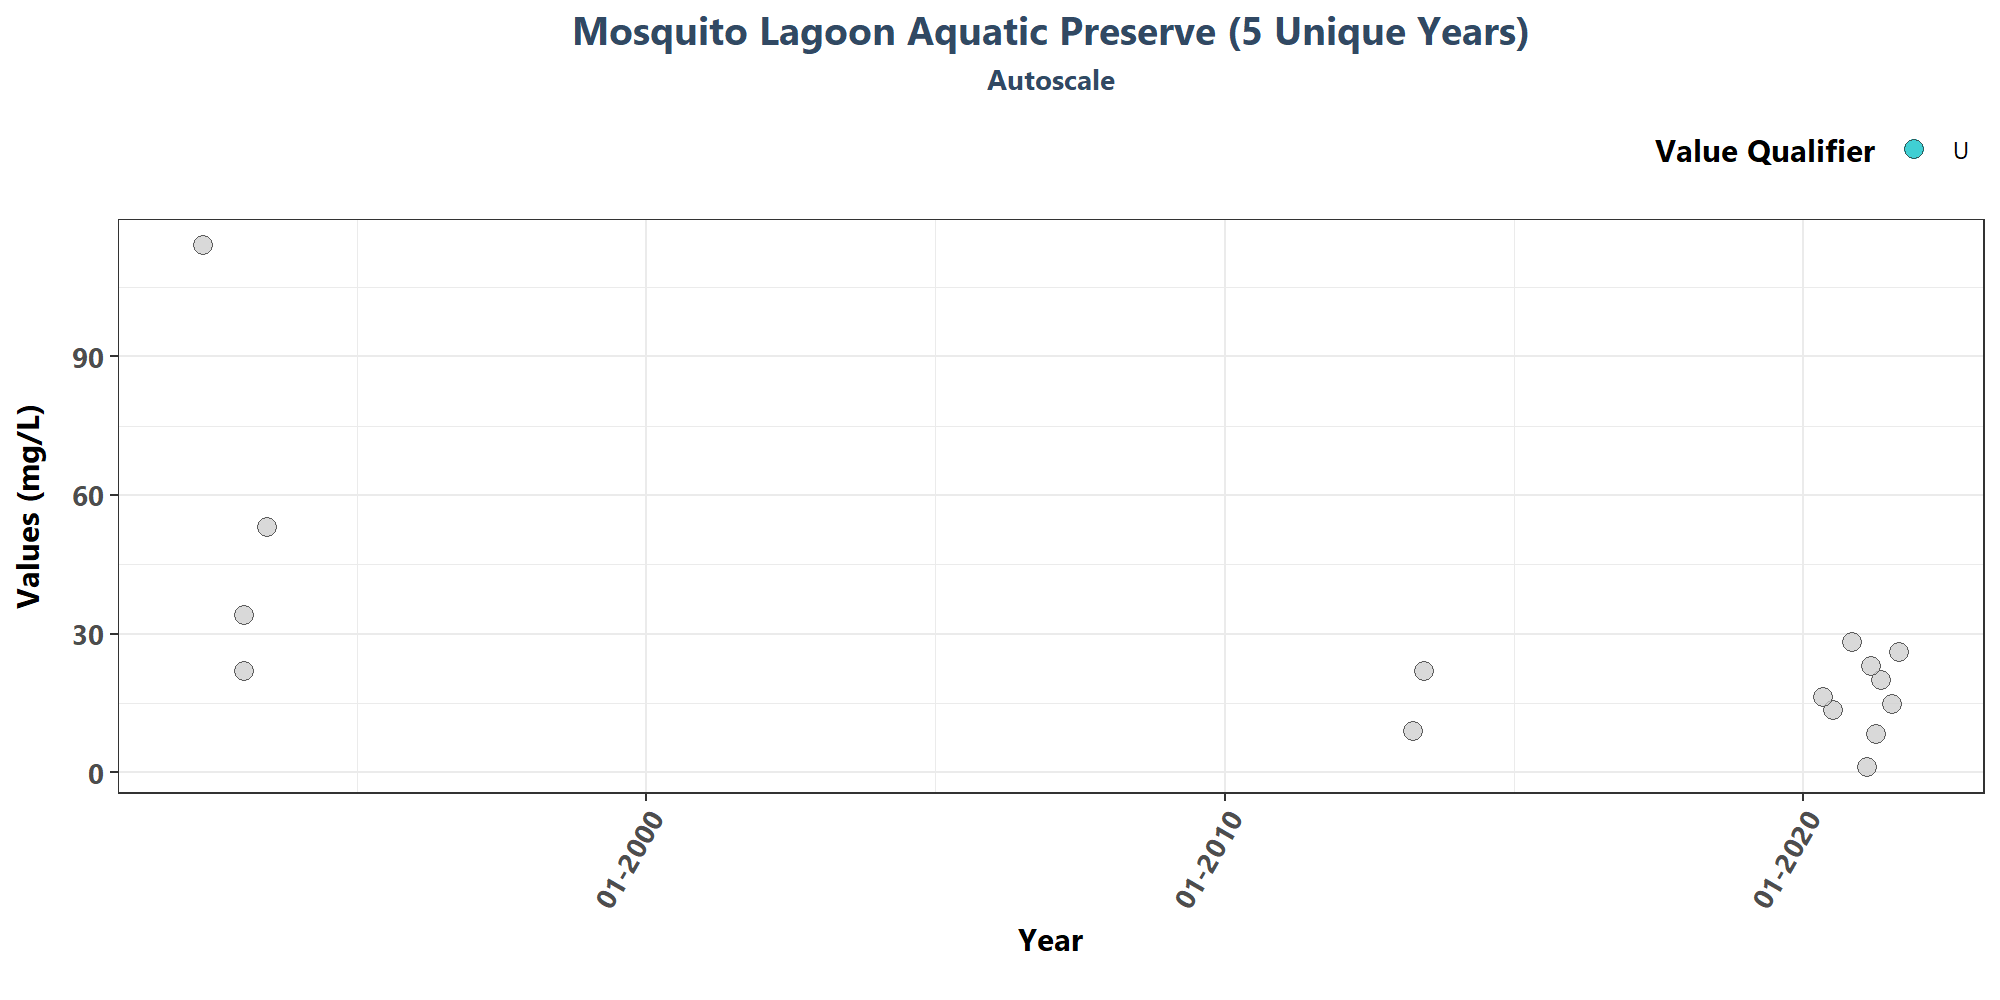 Mosquito Lagoon Aquatic Preserve (5 Unique Years)
Autoscale
Value Qualifier U
Values (mg/L)
90
60
30
0
01-2000 01-2010 01-2020
Year